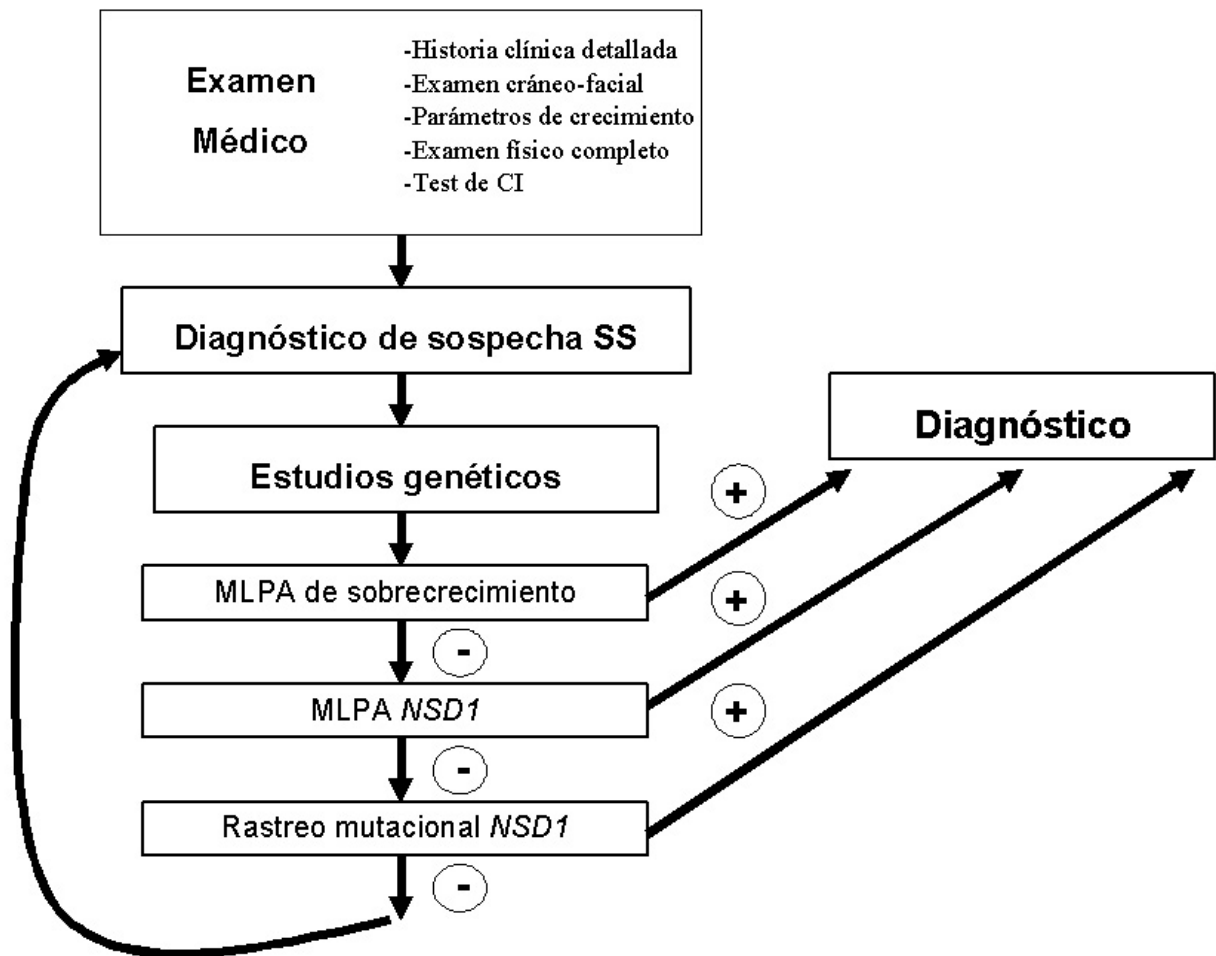 Examen
Médico
-Historia clínica detallada
-Examen cráneo-facial
-Parámetros de crecimiento
-Examen físico completo
-Test de CI
Diagnóstico de sospecha SS
Diagnóstico
Estudios genéticos
+
MLPA de sobrecrecimiento
+
-
MLPA NSD1
+
-
Rastreo mutacional NSD1
-